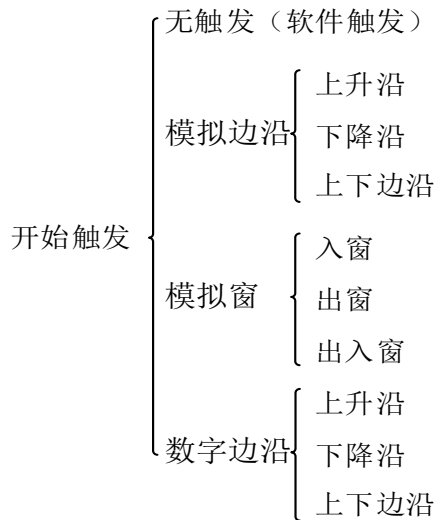 无触发（软件触发）
上升沿
模拟边沿
下降沿
上下边沿
开始触发
入窗
模拟窗
出窗
出入窗
上升沿
数字边沿
下降沿
上下边沿